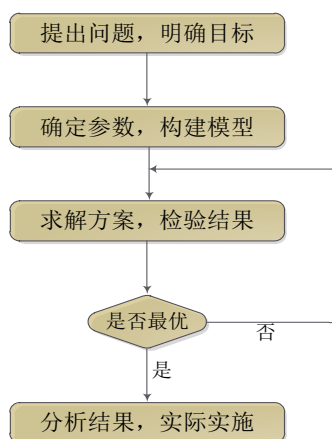 提出问题，明确目标
确定参数，构建模型
求解方案，检验结果
是否最优
否
是
分析结果，实际实施